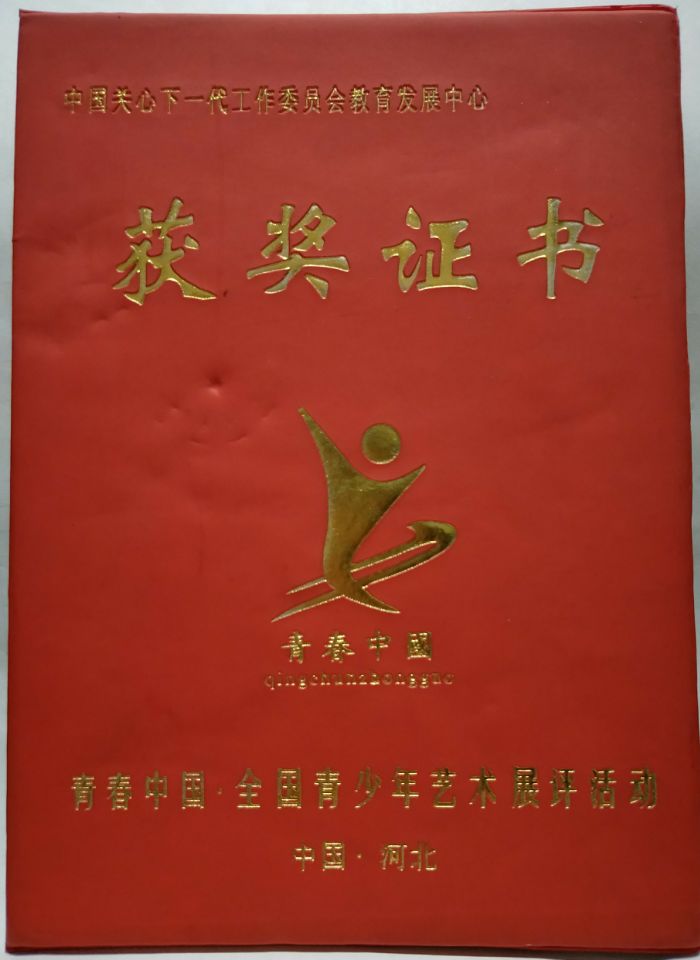 中国关心下一代工作委员会教育发展中心
获奖证书
青春中國
qingchunzhongguo
青春中国·全国青少年艺术展评活动
中国·河北